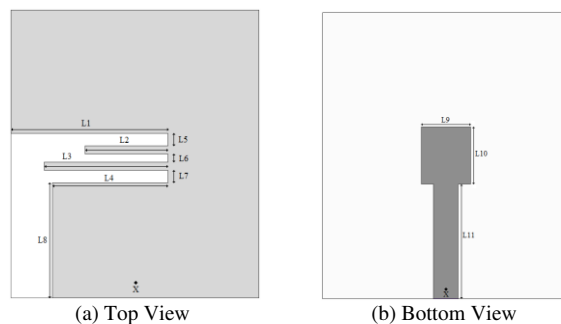 L1
L2
L5
L3
L6
L4
L7
L8
X
(a) Top View
L9
L10
L11
X
(b) Bottom View